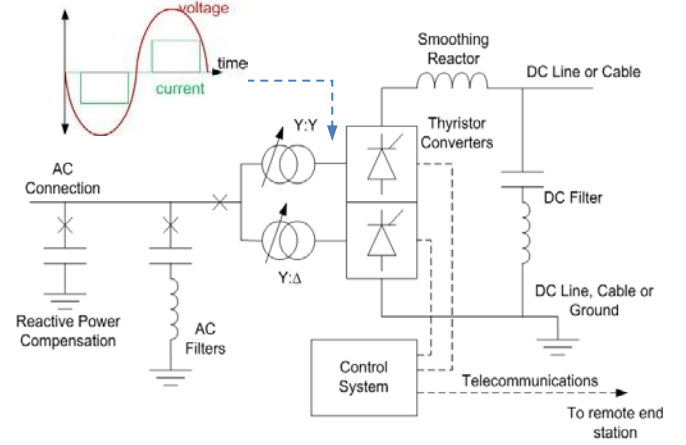 voltage
time
current
Smoothing
Reactor
DC Line or Cable
Y:Y
Thyristor
Converters
AC
Connection
DC Filter
Y:Δ
DC Line, Cable or
Ground
Reactive Power
Compensation
AC
Filters
Control
System
Telecommunications
To remote end
station